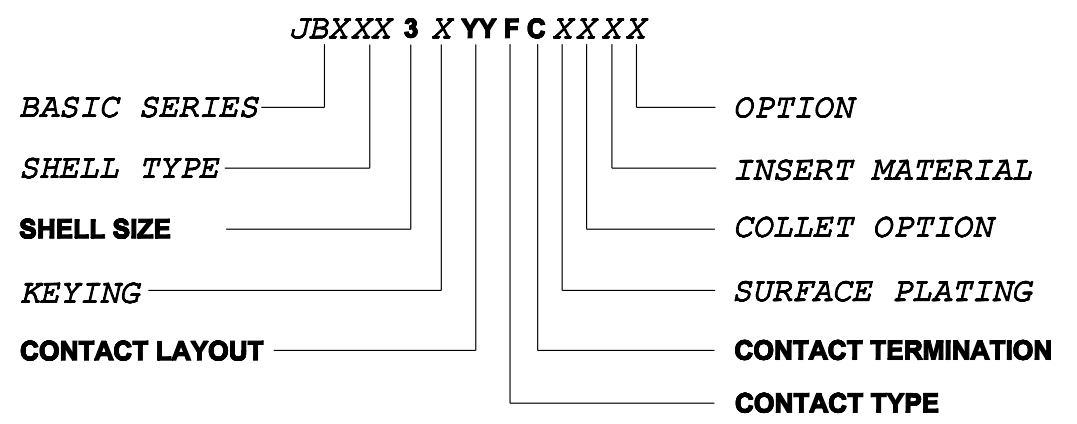 JBXXX 3 X YY F C XXXX
BASIC SERIES
OPTION
SHELL TYPE
INSERT MATERIAL
SHELL SIZE
COLLET OPTION
KEYING
SURFACE PLATING
CONTACT LAYOUT
CONTACT TERMINATION
CONTACT TYPE